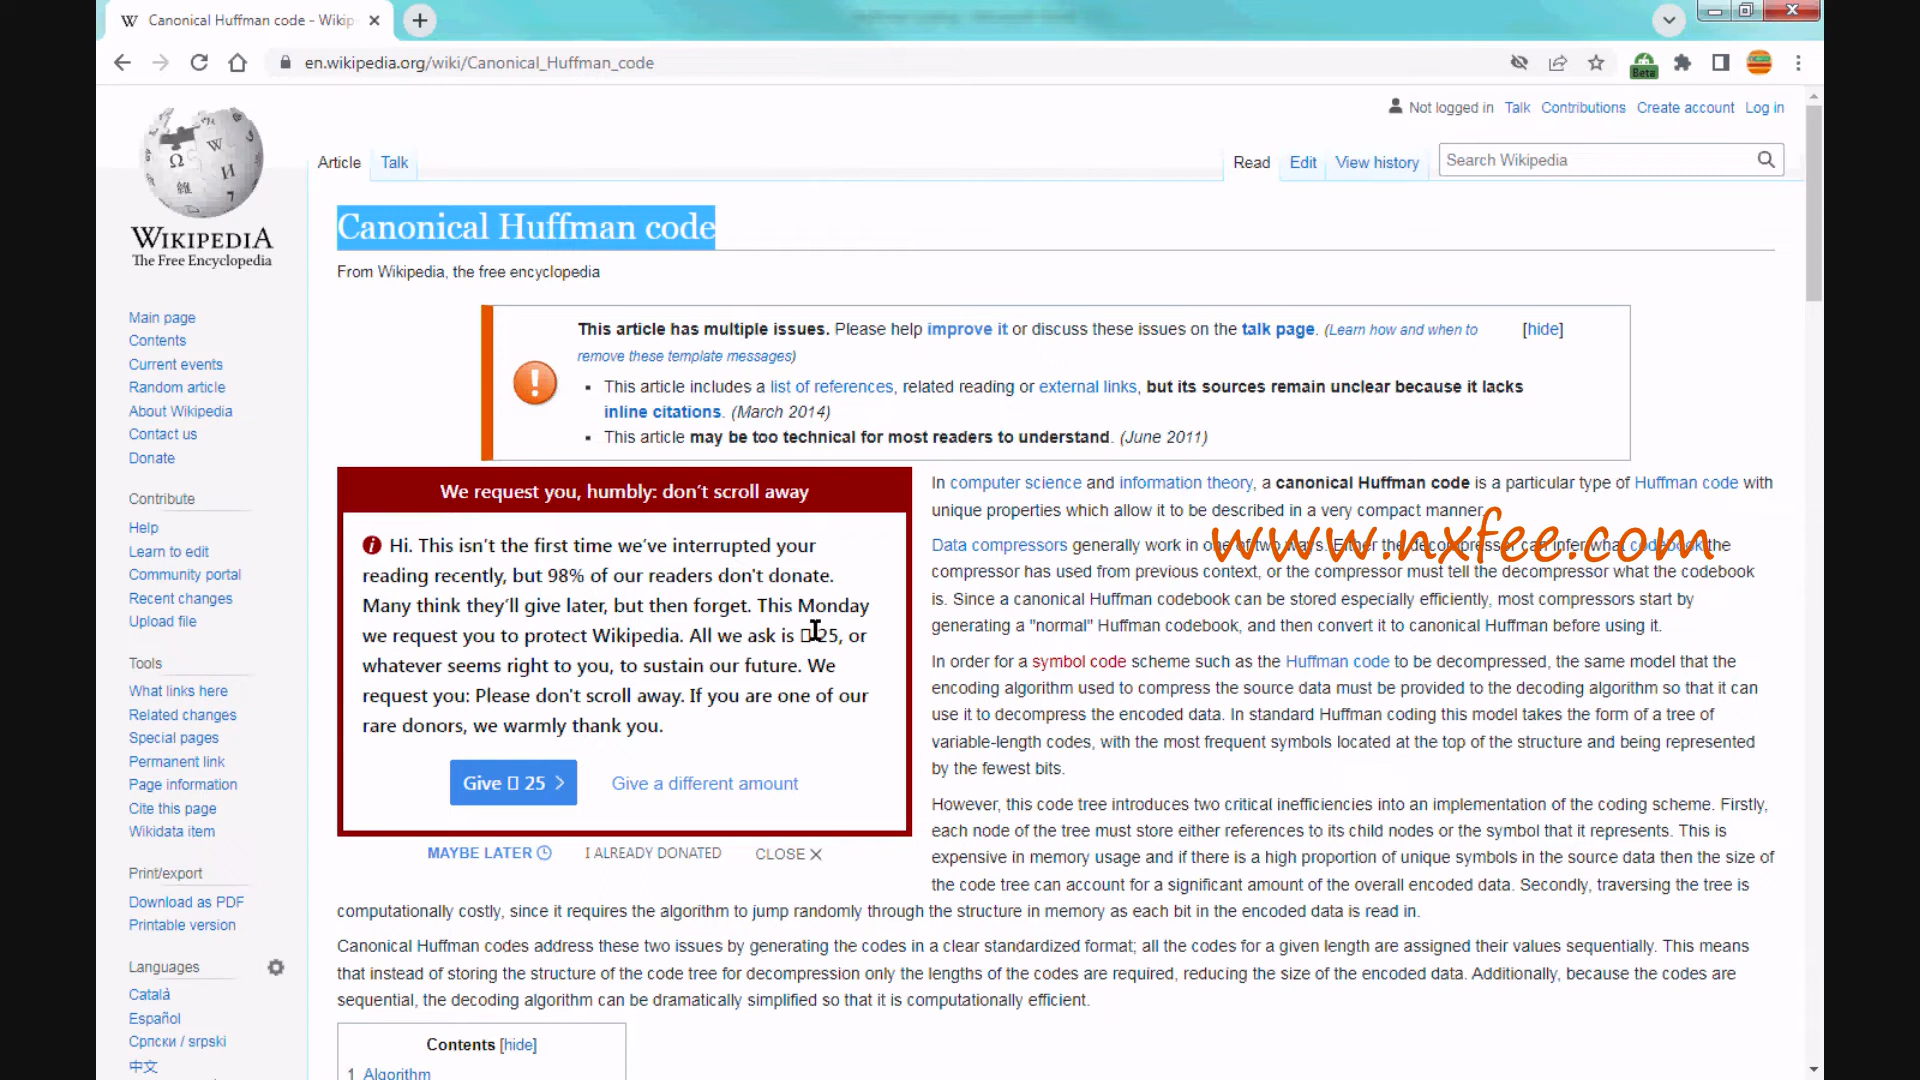 Canonical Huffman code - Wikip
en.wikipedia.org/wiki/Canonical_Huffman_code
Beta
Not logged in Talk Contributions Create account Log in
Article Talk Read Edit View history Search Wikipedia
WIKIPEDIA
The Free Encyclopedia
Main page
Contents
Current events
Random article
About Wikipedia
Contact us
Donate
Contribute
Help
Learn to edit
Community portal
Recent changes
Upload file
Tools
What links here
Related changes
Special pages
Permanent link
Page information
Cite this page
Wikidata item
Print/export
Download as PDF
Printable version
Languages
Català
Español
Српски / srpski
中文
Canonical Huffman code
From Wikipedia, the free encyclopedia
This article has multiple issues. Please help improve it or discuss these issues on the talk page. (Learn how and when to [hide]
remove these template messages)
▪ This article includes a list of references, related reading or external links, but its sources remain unclear because it lacks
inline citations. (March 2014)
▪ This article may be too technical for most readers to understand. (June 2011)
We request you, humbly: don't scroll away
Hi. This isn't the first time we've interrupted your
reading recently, but 98% of our readers don't donate.
Many think they'll give later, but then forget. This Monday
we request you to protect Wikipedia. All we ask is 25, or
whatever seems right to you, to sustain our future. We
request you: Please don't scroll away. If you are one of our
rare donors, we warmly thank you.
Give 25 Give a different amount
MAYBE LATER I ALREADY DONATED CLOSE
In computer science and information theory, a canonical Huffman code is a particular type of Huffman code with
unique properties which allow it to be described in a very compact manner.
www.nxfee.com
Data compressors generally work in one of two ways. Either the decompressor can infer what codebook the
compressor has used from previous context, or the compressor must tell the decompressor what the codebook
is. Since a canonical Huffman codebook can be stored especially efficiently, most compressors start by
generating a "normal" Huffman codebook, and then convert it to canonical Huffman before using it.
In order for a symbol code scheme such as the Huffman code to be decompressed, the same model that the
encoding algorithm used to compress the source data must be provided to the decoding algorithm so that it can
use it to decompress the encoded data. In standard Huffman coding this model takes the form of a tree of
variable-length codes, with the most frequent symbols located at the top of the structure and being represented
by the fewest bits.
However, this code tree introduces two critical inefficiencies into an implementation of the coding scheme. Firstly,
each node of the tree must store either references to its child nodes or the symbol that it represents. This is
expensive in memory usage and if there is a high proportion of unique symbols in the source data then the size of
the code tree can account for a significant amount of the overall encoded data. Secondly, traversing the tree is
computationally costly, since it requires the algorithm to jump randomly through the structure in memory as each bit in the encoded data is read in.
Canonical Huffman codes address these two issues by generating the codes in a clear standardized format; all the codes for a given length are assigned their values sequentially. This means
that instead of storing the structure of the code tree for decompression only the lengths of the codes are required, reducing the size of the encoded data. Additionally, because the codes are
sequential, the decoding algorithm can be dramatically simplified so that it is computationally efficient.
Contents [hide]
1 Algorithm